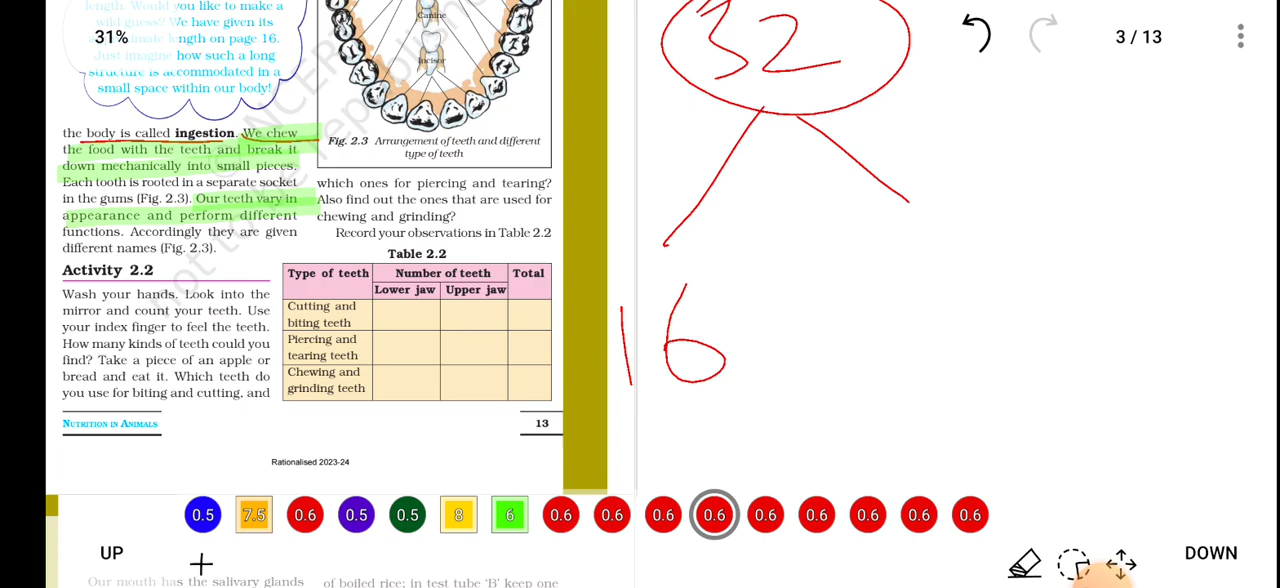 length. Would you like to make a
wild guess? We have given its
length on page 16.
Just imagine how such a long
structure is accommodated in a
small space within our body!
31%
the body is called ingestion. We chew
the food with the teeth and break it
down mechanically into small pieces.
Each tooth is rooted in a separate socket
in the gums (Fig. 2.3). Our teeth vary in
appearance and perform different
functions. Accordingly they are given
different names (Fig. 2.3).
Activity 2.2
Wash your hands. Look into the
mirror and count your teeth. Use
your index finger to feel the teeth.
How many kinds of teeth could you
find? Take a piece of an apple or
bread and eat it. Which teeth do
you use for biting and cutting, and
Canine
Incisor
Fig. 2.3 Arrangement of teeth and different
type of teeth
which ones for piercing and tearing?
Also find out the ones that are used for
chewing and grinding?
Record your observations in Table 2.2
Table 2.2
Type of teeth Number of teeth Total
Lower jaw Upper jaw
Cutting and
biting teeth
Piercing and
tearing teeth
Chewing and
grinding teeth
NUTRITION IN ANIMALS
13
Rationalised 2023-24
not to be republished
32
16
3 / 13
0.5 7.5 0.6 0.5 0.5 8 6 0.6 0.6 0.6 0.6 0.6 0.6 0.6 0.6 0.6
UP
DOWN
Our mouth has the salivary glands
of boiled rice; in test tube 'B' keep one